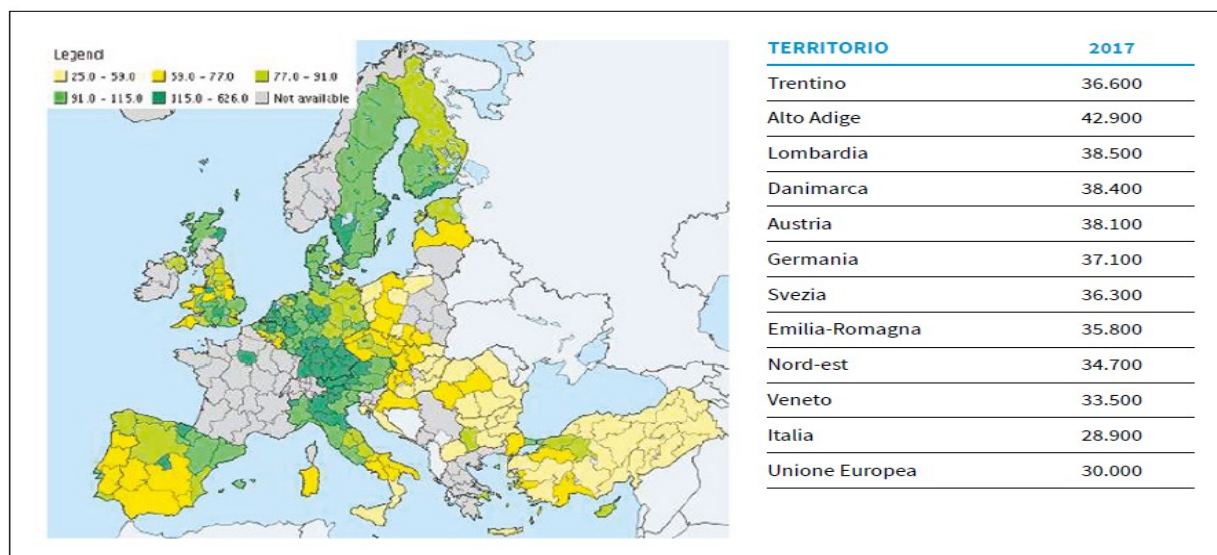 Legend
25.0 - 59.0 59.0 - 77.0 77.0 - 91.0
91.0 - 115.0 115.0 - 626.0 Not available
TERRITORIO 2017
Trentino 36.600
Alto Adige 42.900
Lombardia 38.500
Danimarca 38.400
Austria 38.100
Germania 37.100
Svezia 36.300
Emilia-Romagna 35.800
Nord-est 34.700
Veneto 33.500
Italia 28.900
Unione Europea 30.000